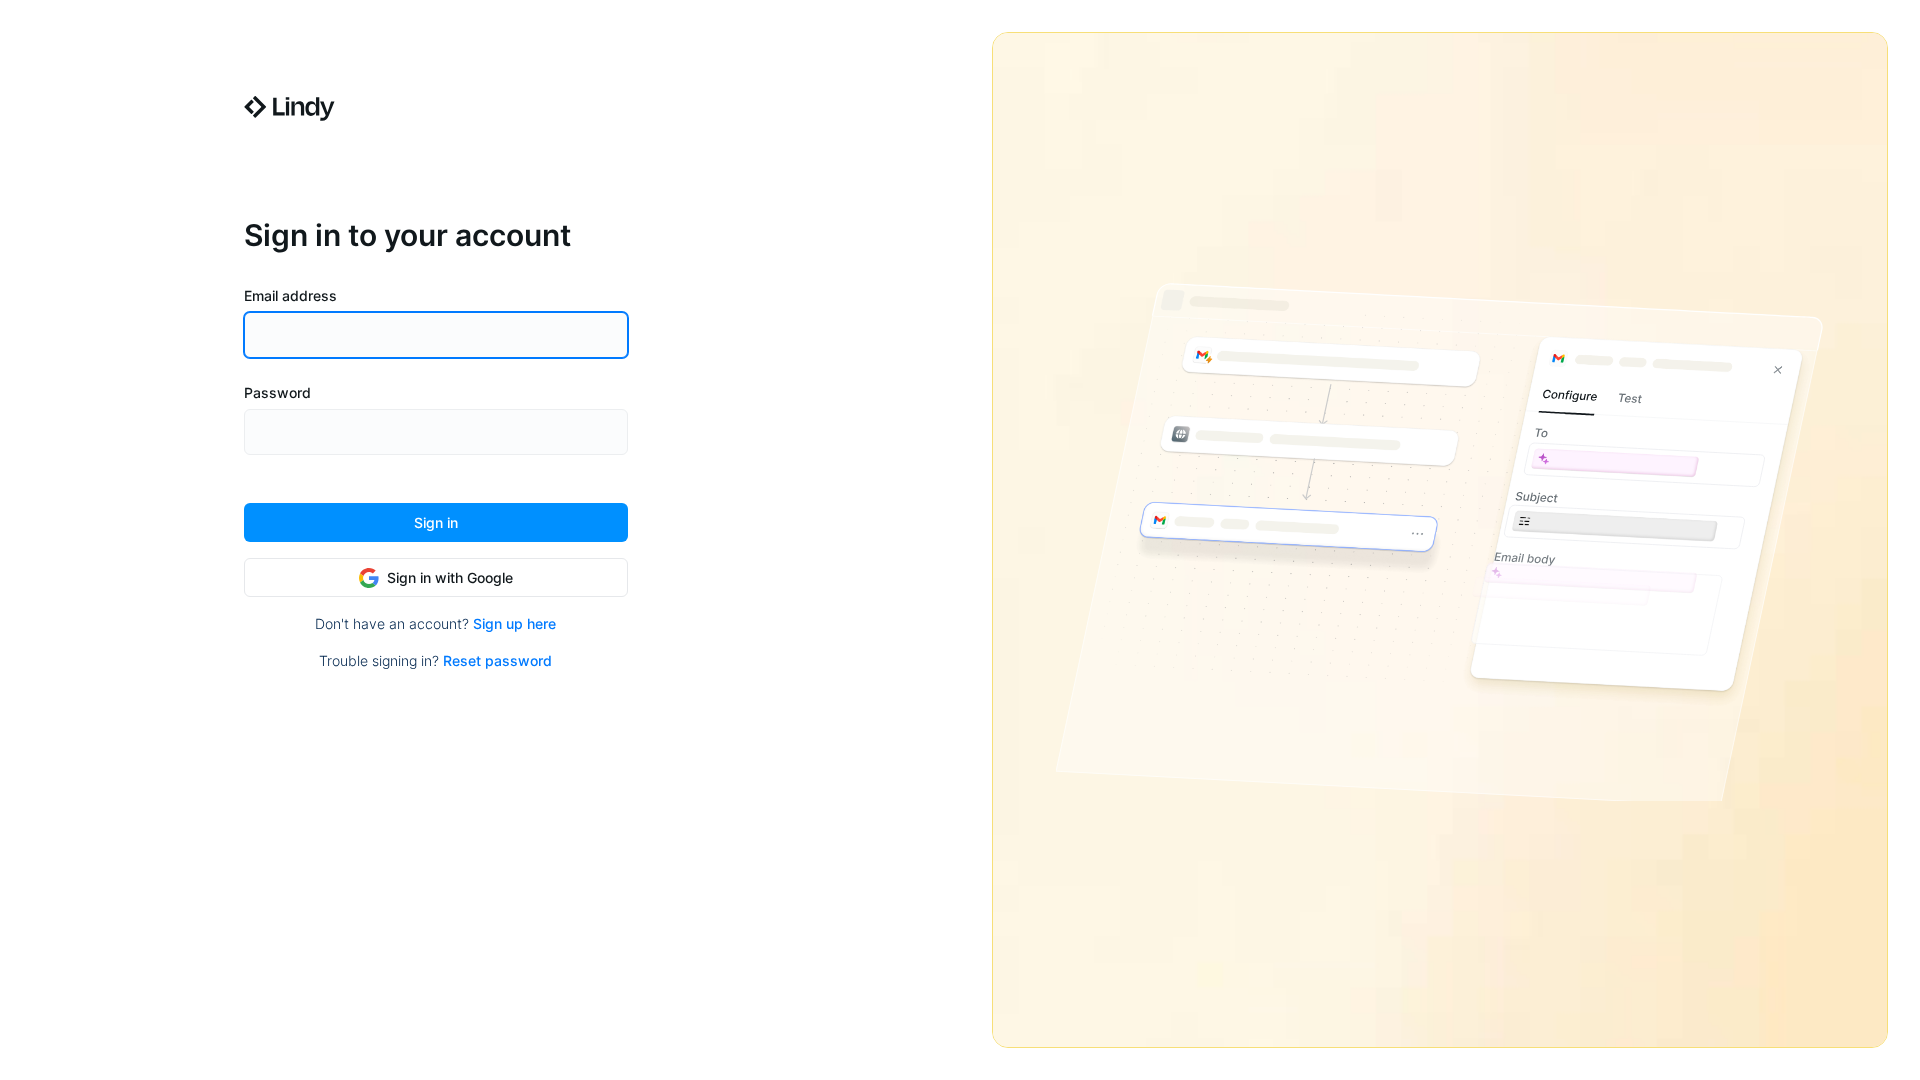 Lindy
Sign in to your account
Email address
Password
Sign in
Sign in with Google
Don't have an account? Sign up here
Trouble signing in? Reset password
Configure Test
To
Subject
Email body